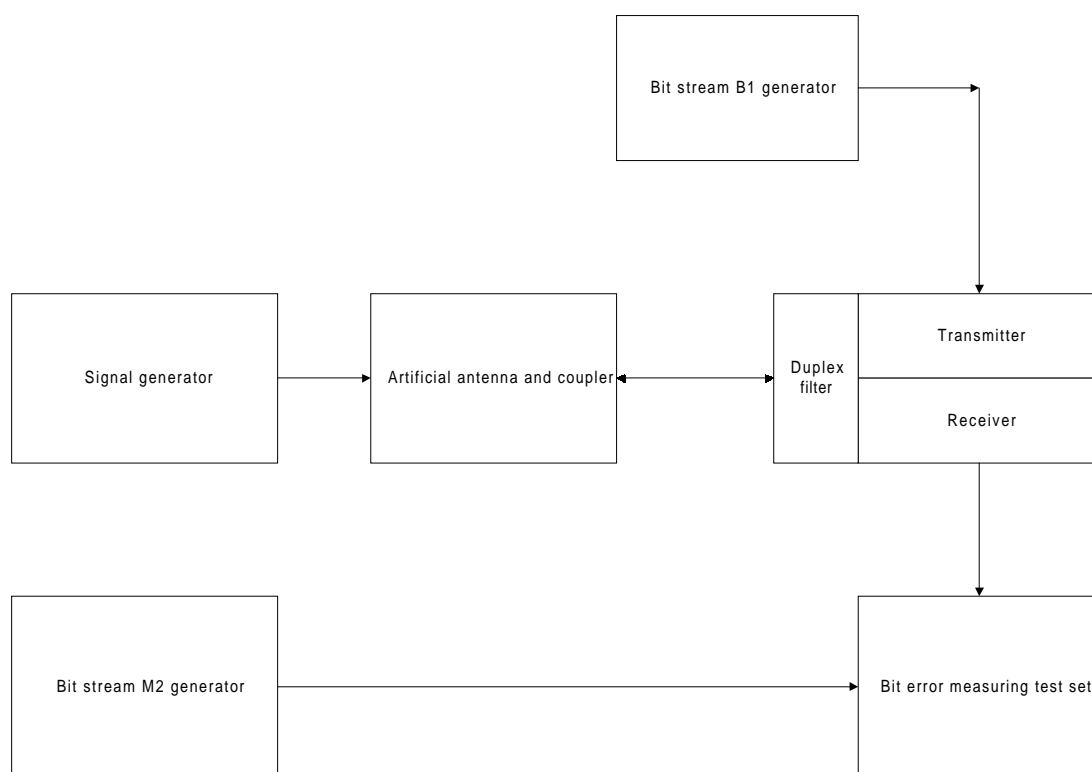 Bit stream B1 generator
Transmitter
Signal generator
Artificial antenna and coupler
Duplex
filter
Receiver
Bit stream M2 generator
Bit error measuring test set